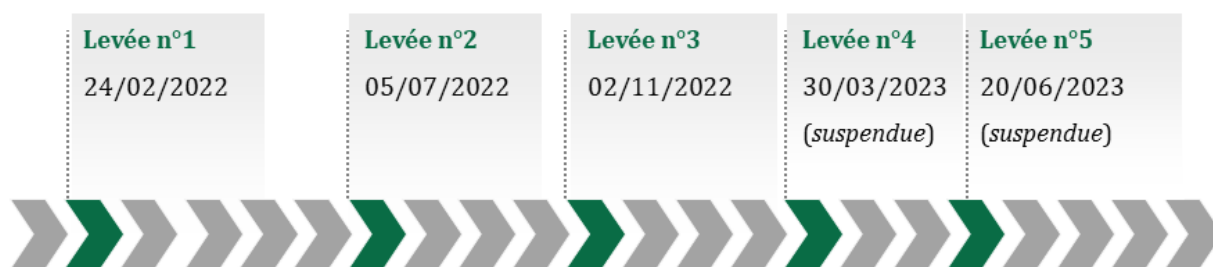 Levée n°1
24/02/2022
Levée n°2
05/07/2022
Levée n°3
02/11/2022
Levée n°4
30/03/2023
(suspendue)
Levée n°5
20/06/2023
(suspendue)